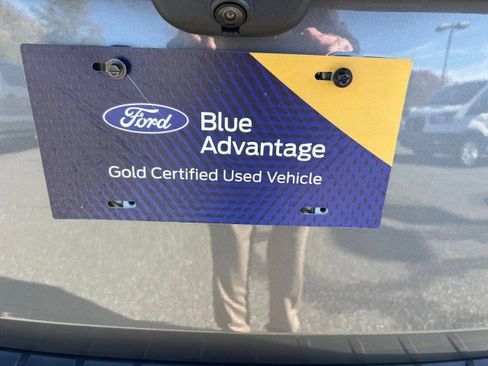 Ford
Blue
Advantage
Gold Certified Used Vehicle